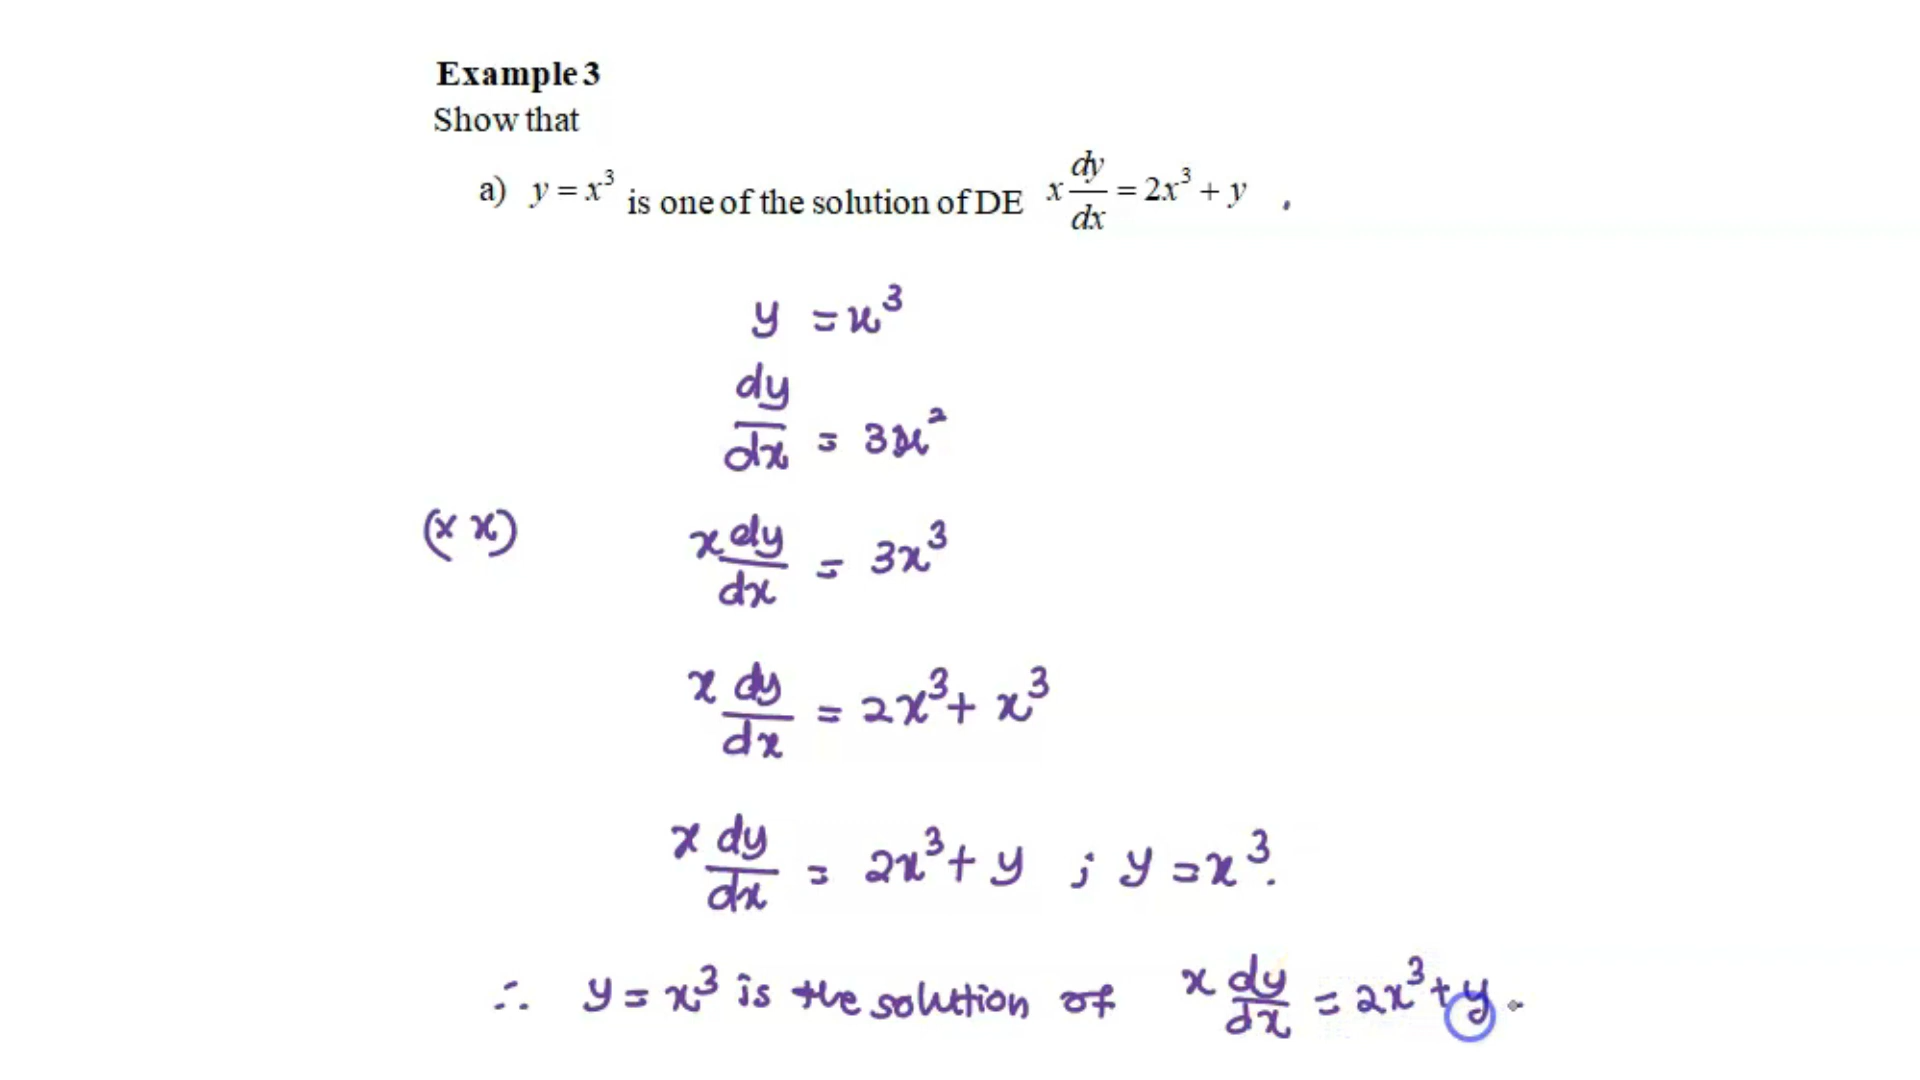 Example 3
Show that
a) y = x³ is one of the solution of DE x dy/dx = 2x³ + y .
y = x³
dy/dx = 3x²
(× x) x dy/dx = 3x³
x dy/dx = 2x³ + x³
x dy/dx = 2x³ + y ; y = x³.
∴ y = x³ is the solution of x dy/dx = 2x³ + y .